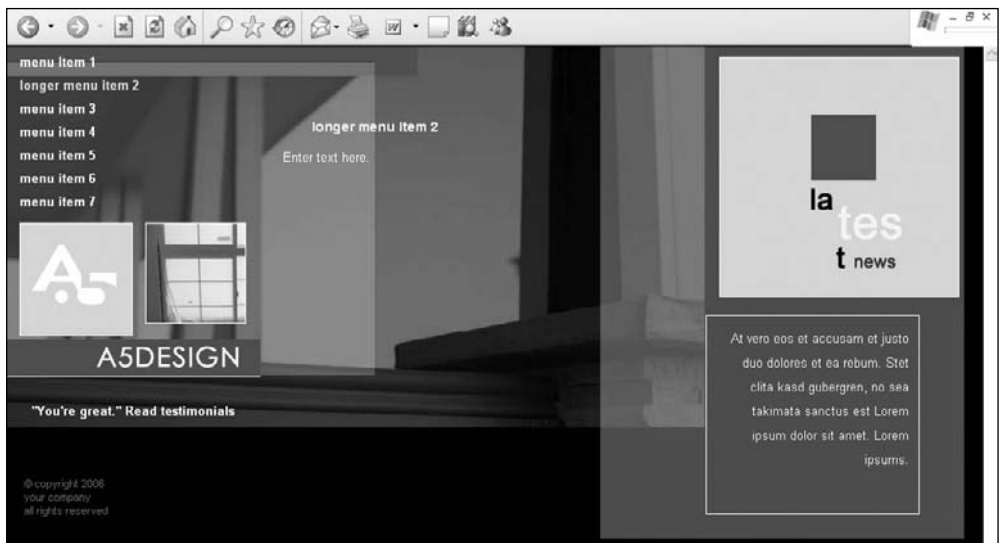 menu item 1
longer menu item 2
menu item 3
menu item 4
menu item 5
menu item 6
menu item 7
A5
A5DESIGN
"You're great." Read testimonials
© copyright 2006
your company
all rights reserved
longer menu item 2
Enter text here.
la
tes
t news
At vero eos et accusam et justo
duo dolores et ea rebum. Stet
clita kasd gubergren, no sea
takimata sanctus est Lorem
ipsum dolor sit amet. Lorem
ipsums.